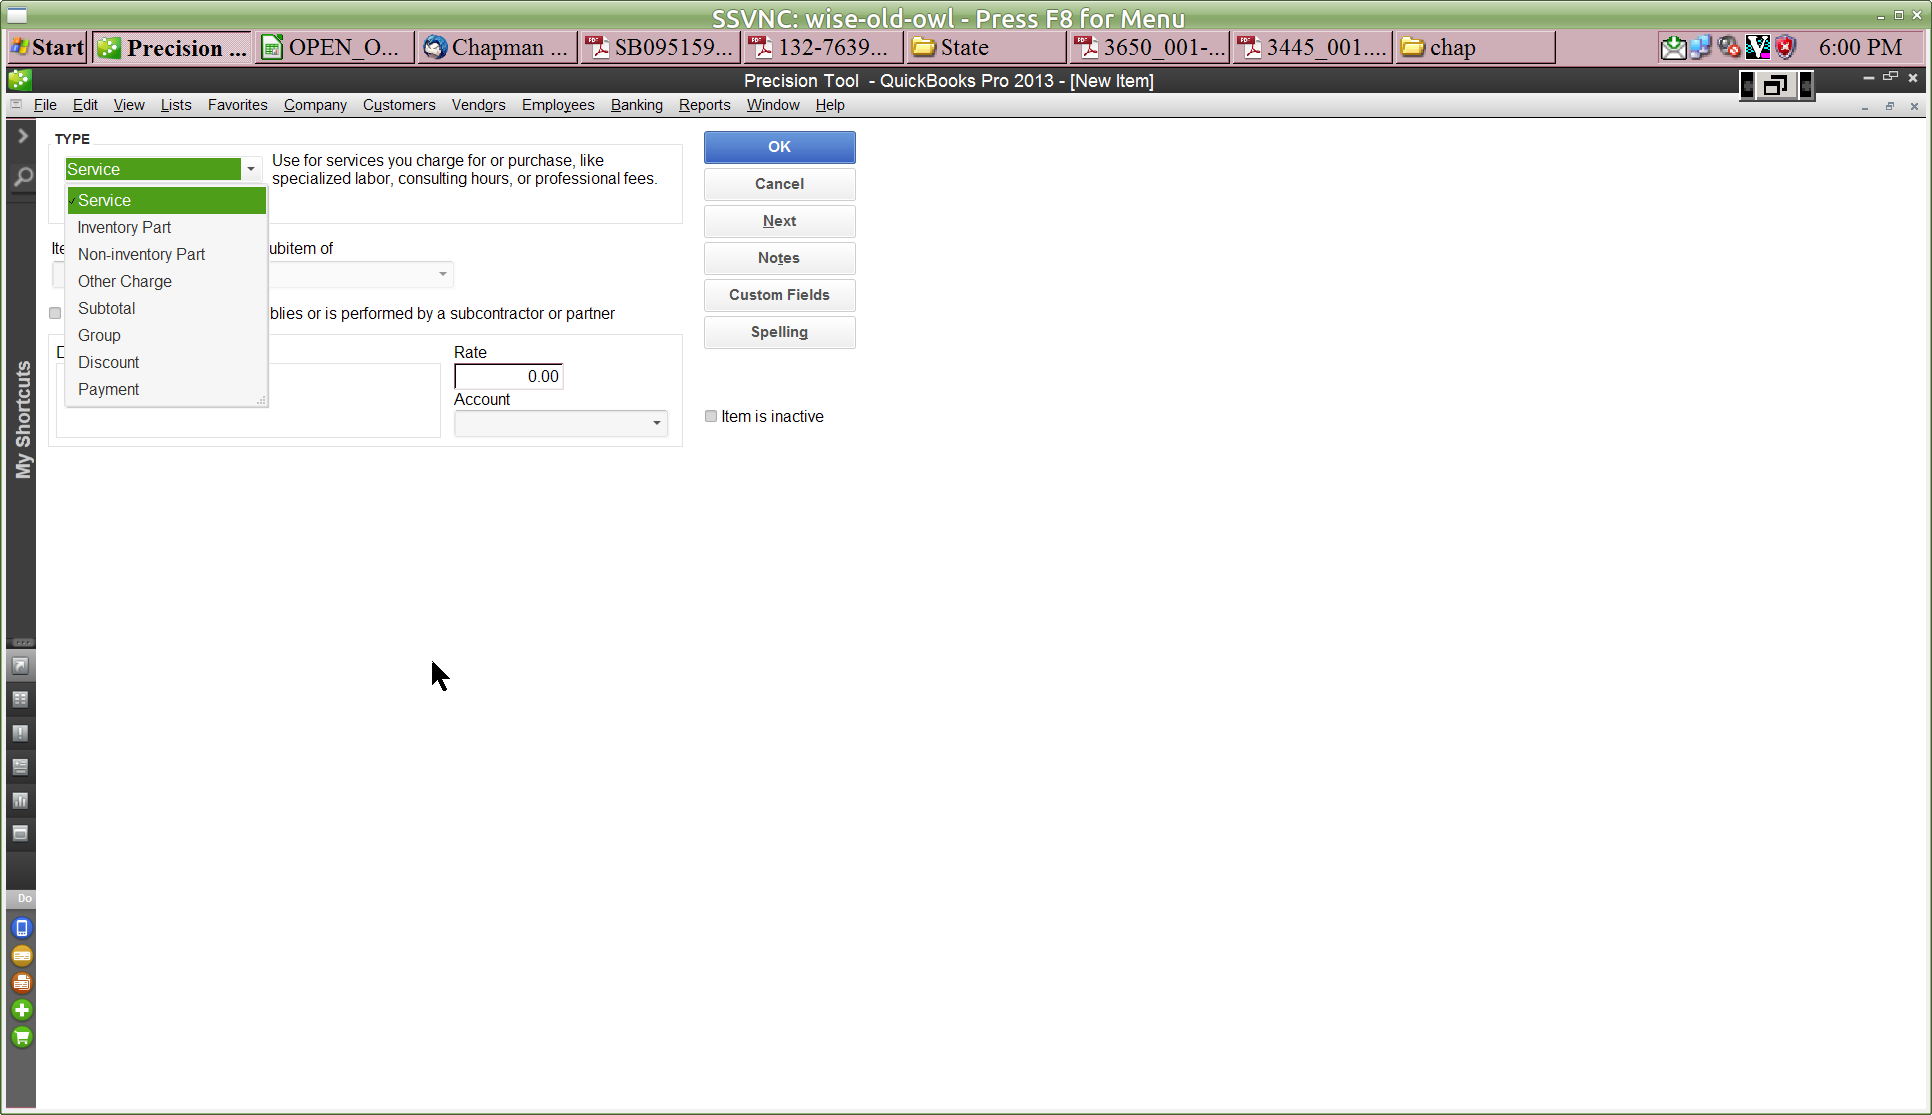 SSVNC: wise-old-owl - Press F8 for Menu
Start
Precision ...
OPEN_O...
Chapman ...
SB095159...
132-7639...
State
3650_001-...
3445_001....
chap
6:00 PM
Precision Tool - QuickBooks Pro 2013 - [New Item]
File Edit View Lists Favorites Company Customers Vendors Employees Banking Reports Window Help
TYPE
Service
Use for services you charge for or purchase, like
specialized labor, consulting hours, or professional fees.
Service
Inventory Part
Non-inventory Part
Other Charge
Subtotal
Group
Discount
Payment
Ite
ubitem of
blies or is performed by a subcontractor or partner
Rate
0.00
Account
OK
Cancel
Next
Notes
Custom Fields
Spelling
Item is inactive
My Shortcuts
Do